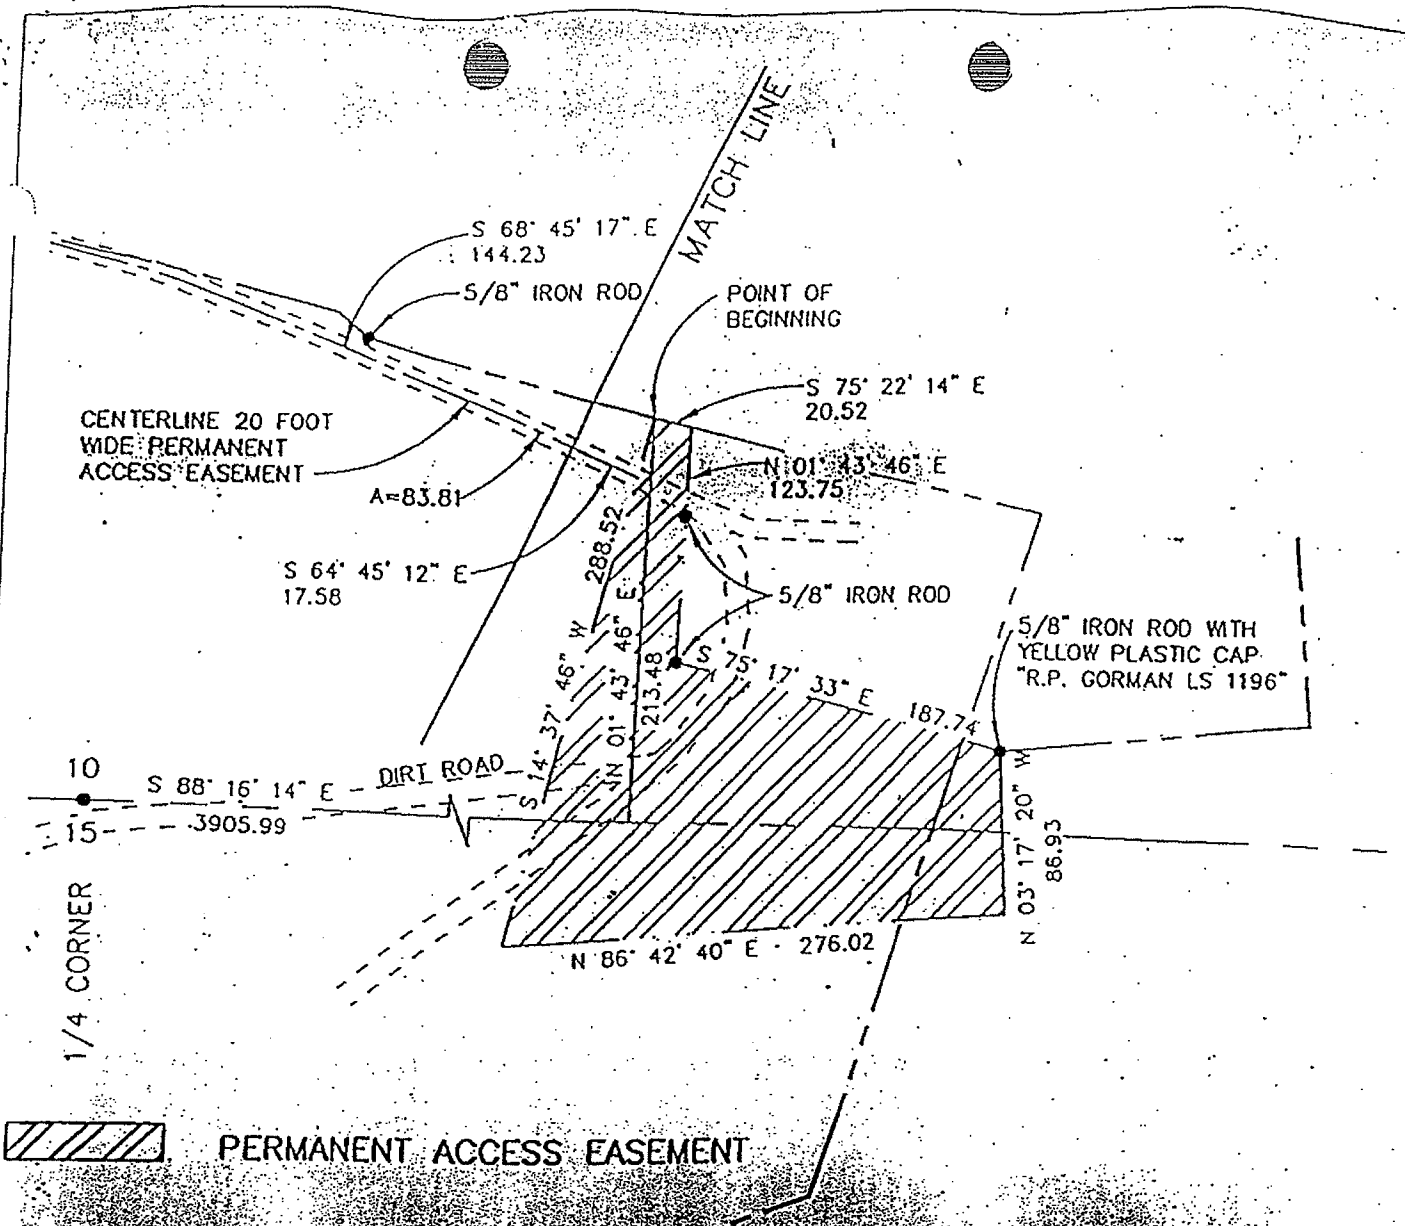 MATCH LINE
S 68° 45' 17" E
144.23
5/8" IRON ROD
POINT OF
BEGINNING
S 75° 22' 14" E
20.52
CENTERLINE 20 FOOT
WIDE PERMANENT
ACCESS EASEMENT
A=83.81
N 01° 43' 46" E
123.75
S 64° 45' 12" E
17.58
288.52
S 14° 37' 46" W
N 01° 43' 46" E
213.48
5/8" IRON ROD
5/8" IRON ROD WITH
YELLOW PLASTIC CAP
"R.P. GORMAN LS 1196"
S 75° 17' 33" E 187.74
10
S 88° 16' 14" E
DIRT ROAD
15
3905.99
N 03° 17' 20" W
86.93
1/4 CORNER
N 86° 42' 40" E - 276.02
PERMANENT ACCESS EASEMENT